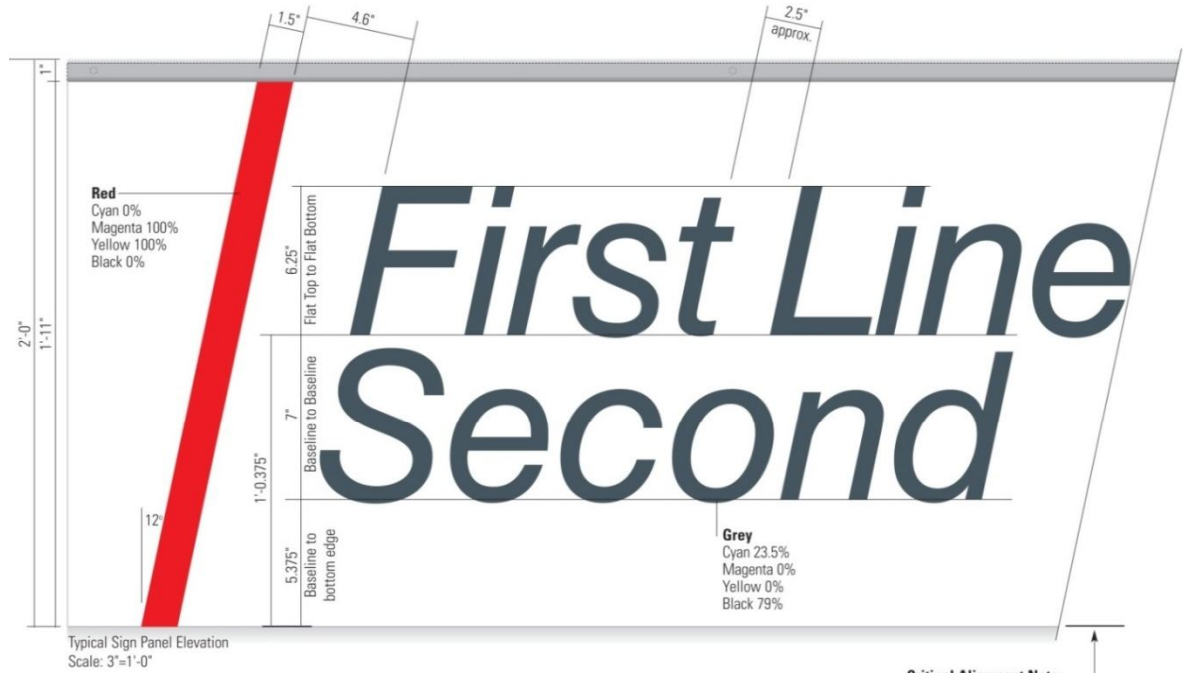 1.5"
4.6"
2.5"
approx.
1"
Red
Cyan 0%
Magenta 100%
Yellow 100%
Black 0%
First Line
Second
6.25"
Flat Top to Flat Bottom
2'-0"
1'-11"
7"
Baseline to Baseline
1'-0.375"
12°
5.375"
Baseline to
bottom edge
Grey
Cyan 23.5%
Magenta 0%
Yellow 0%
Black 79%
Typical Sign Panel Elevation
Scale: 3"=1'-0"
Critical Alignment Note: